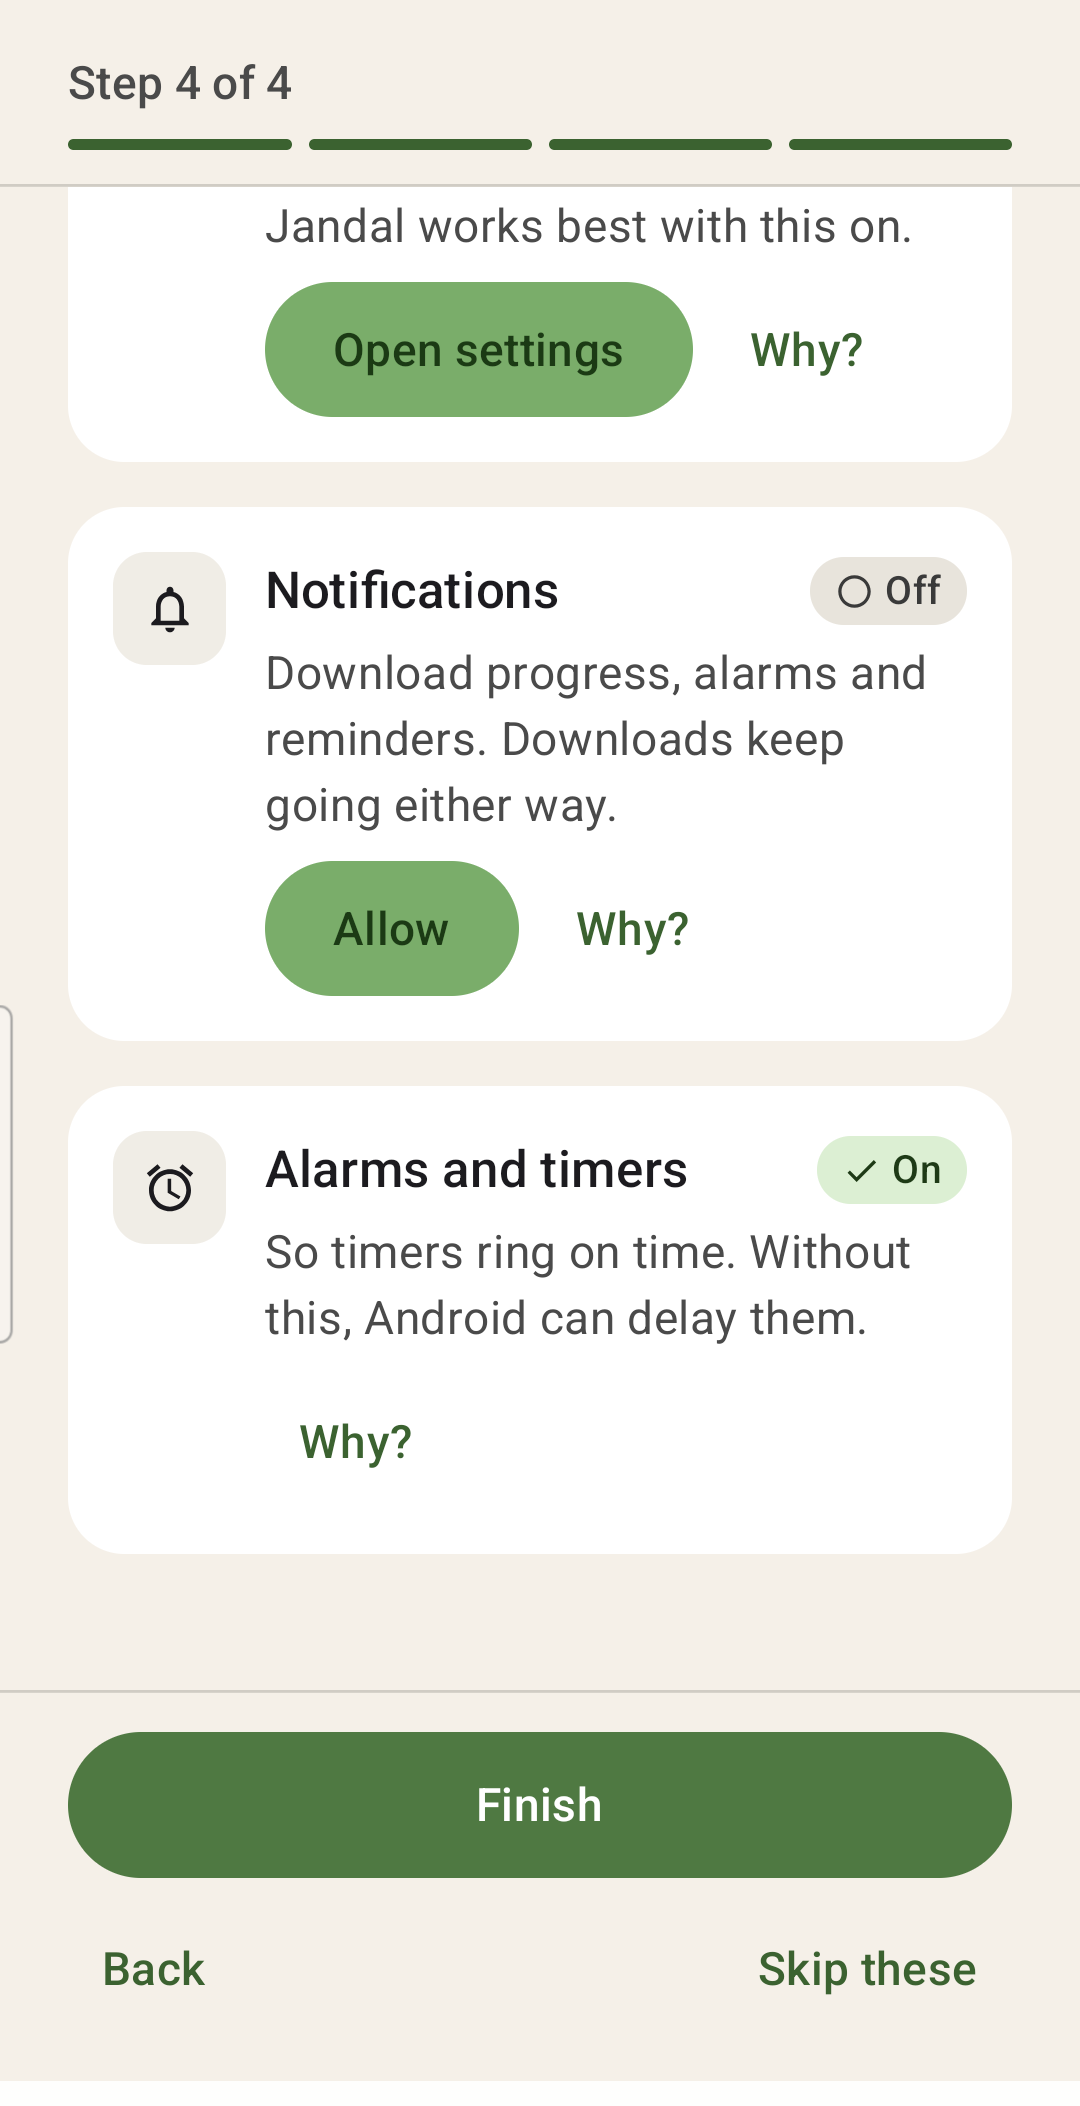 Step 4 of 4
Jandal works best with this on.
Open settings
Why?
Notifications
Off
Download progress, alarms and
reminders. Downloads keep
going either way.
Allow
Why?
Alarms and timers
On
So timers ring on time. Without
this, Android can delay them.
Why?
Finish
Back
Skip these